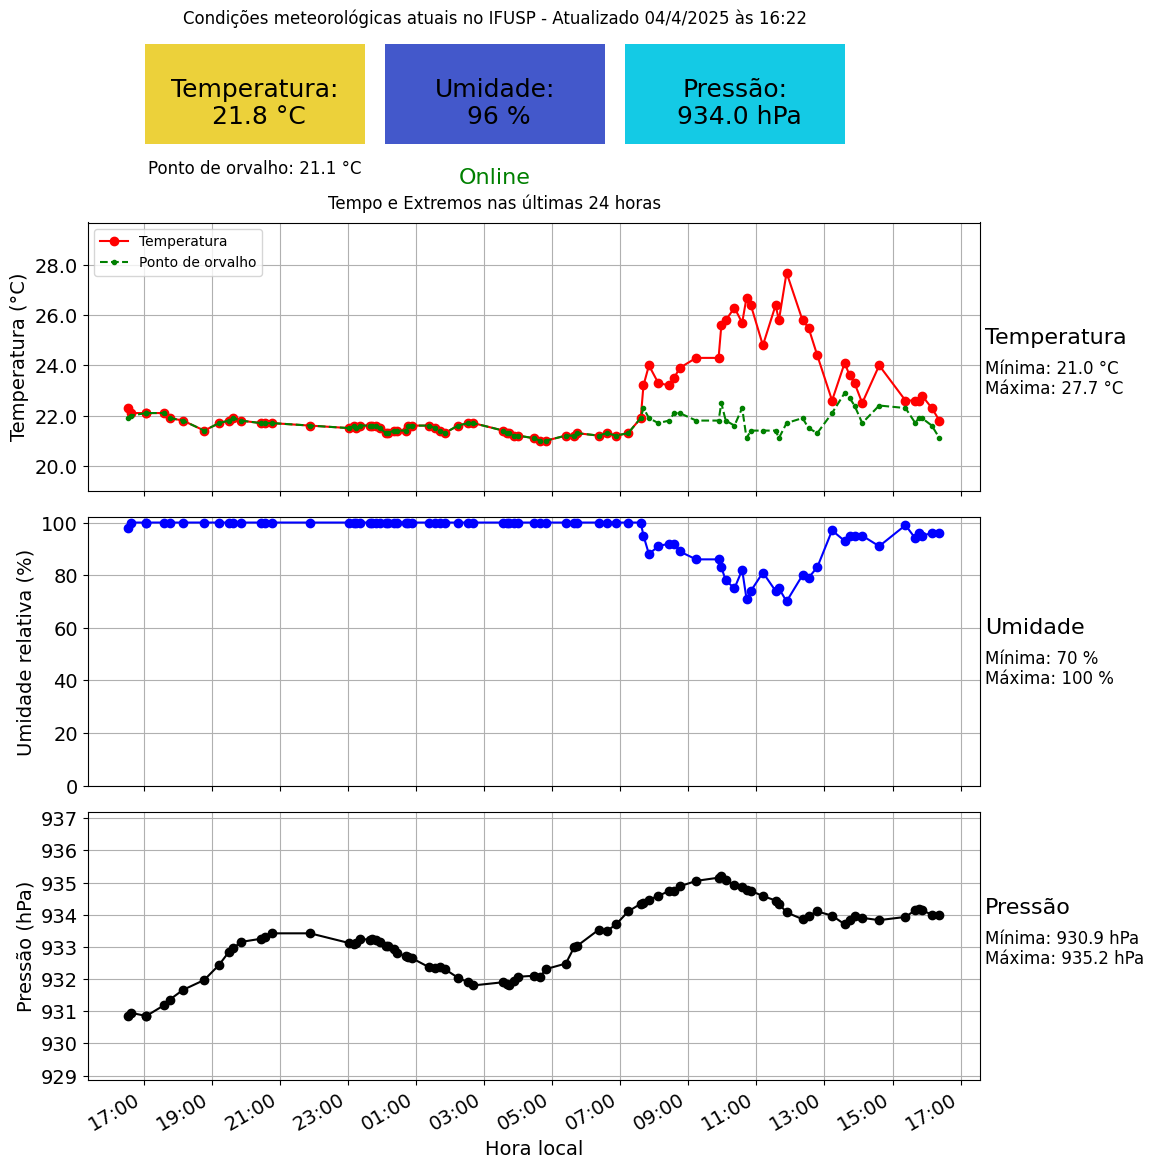 Condições meteorológicas atuais no IFUSP - Atualizado 04/4/2025 às 16:22
Temperatura:
21.8 °C
Umidade:
96 %
Pressão:
934.0 hPa
Ponto de orvalho: 21.1 °C
Online
Tempo e Extremos nas últimas 24 horas
Temperatura (°C)
28.0
26.0
24.0
22.0
20.0
Temperatura
Ponto de orvalho
Temperatura
Mínima: 21.0 °C
Máxima: 27.7 °C
Umidade relativa (%)
100
80
60
40
20
0
Umidade
Mínima: 70 %
Máxima: 100 %
Pressão (hPa)
937
936
935
934
933
932
931
930
929
Pressão
Mínima: 930.9 hPa
Máxima: 935.2 hPa
17:00 19:00 21:00 23:00 01:00 03:00 05:00 07:00 09:00 11:00 13:00 15:00 17:00
Hora local